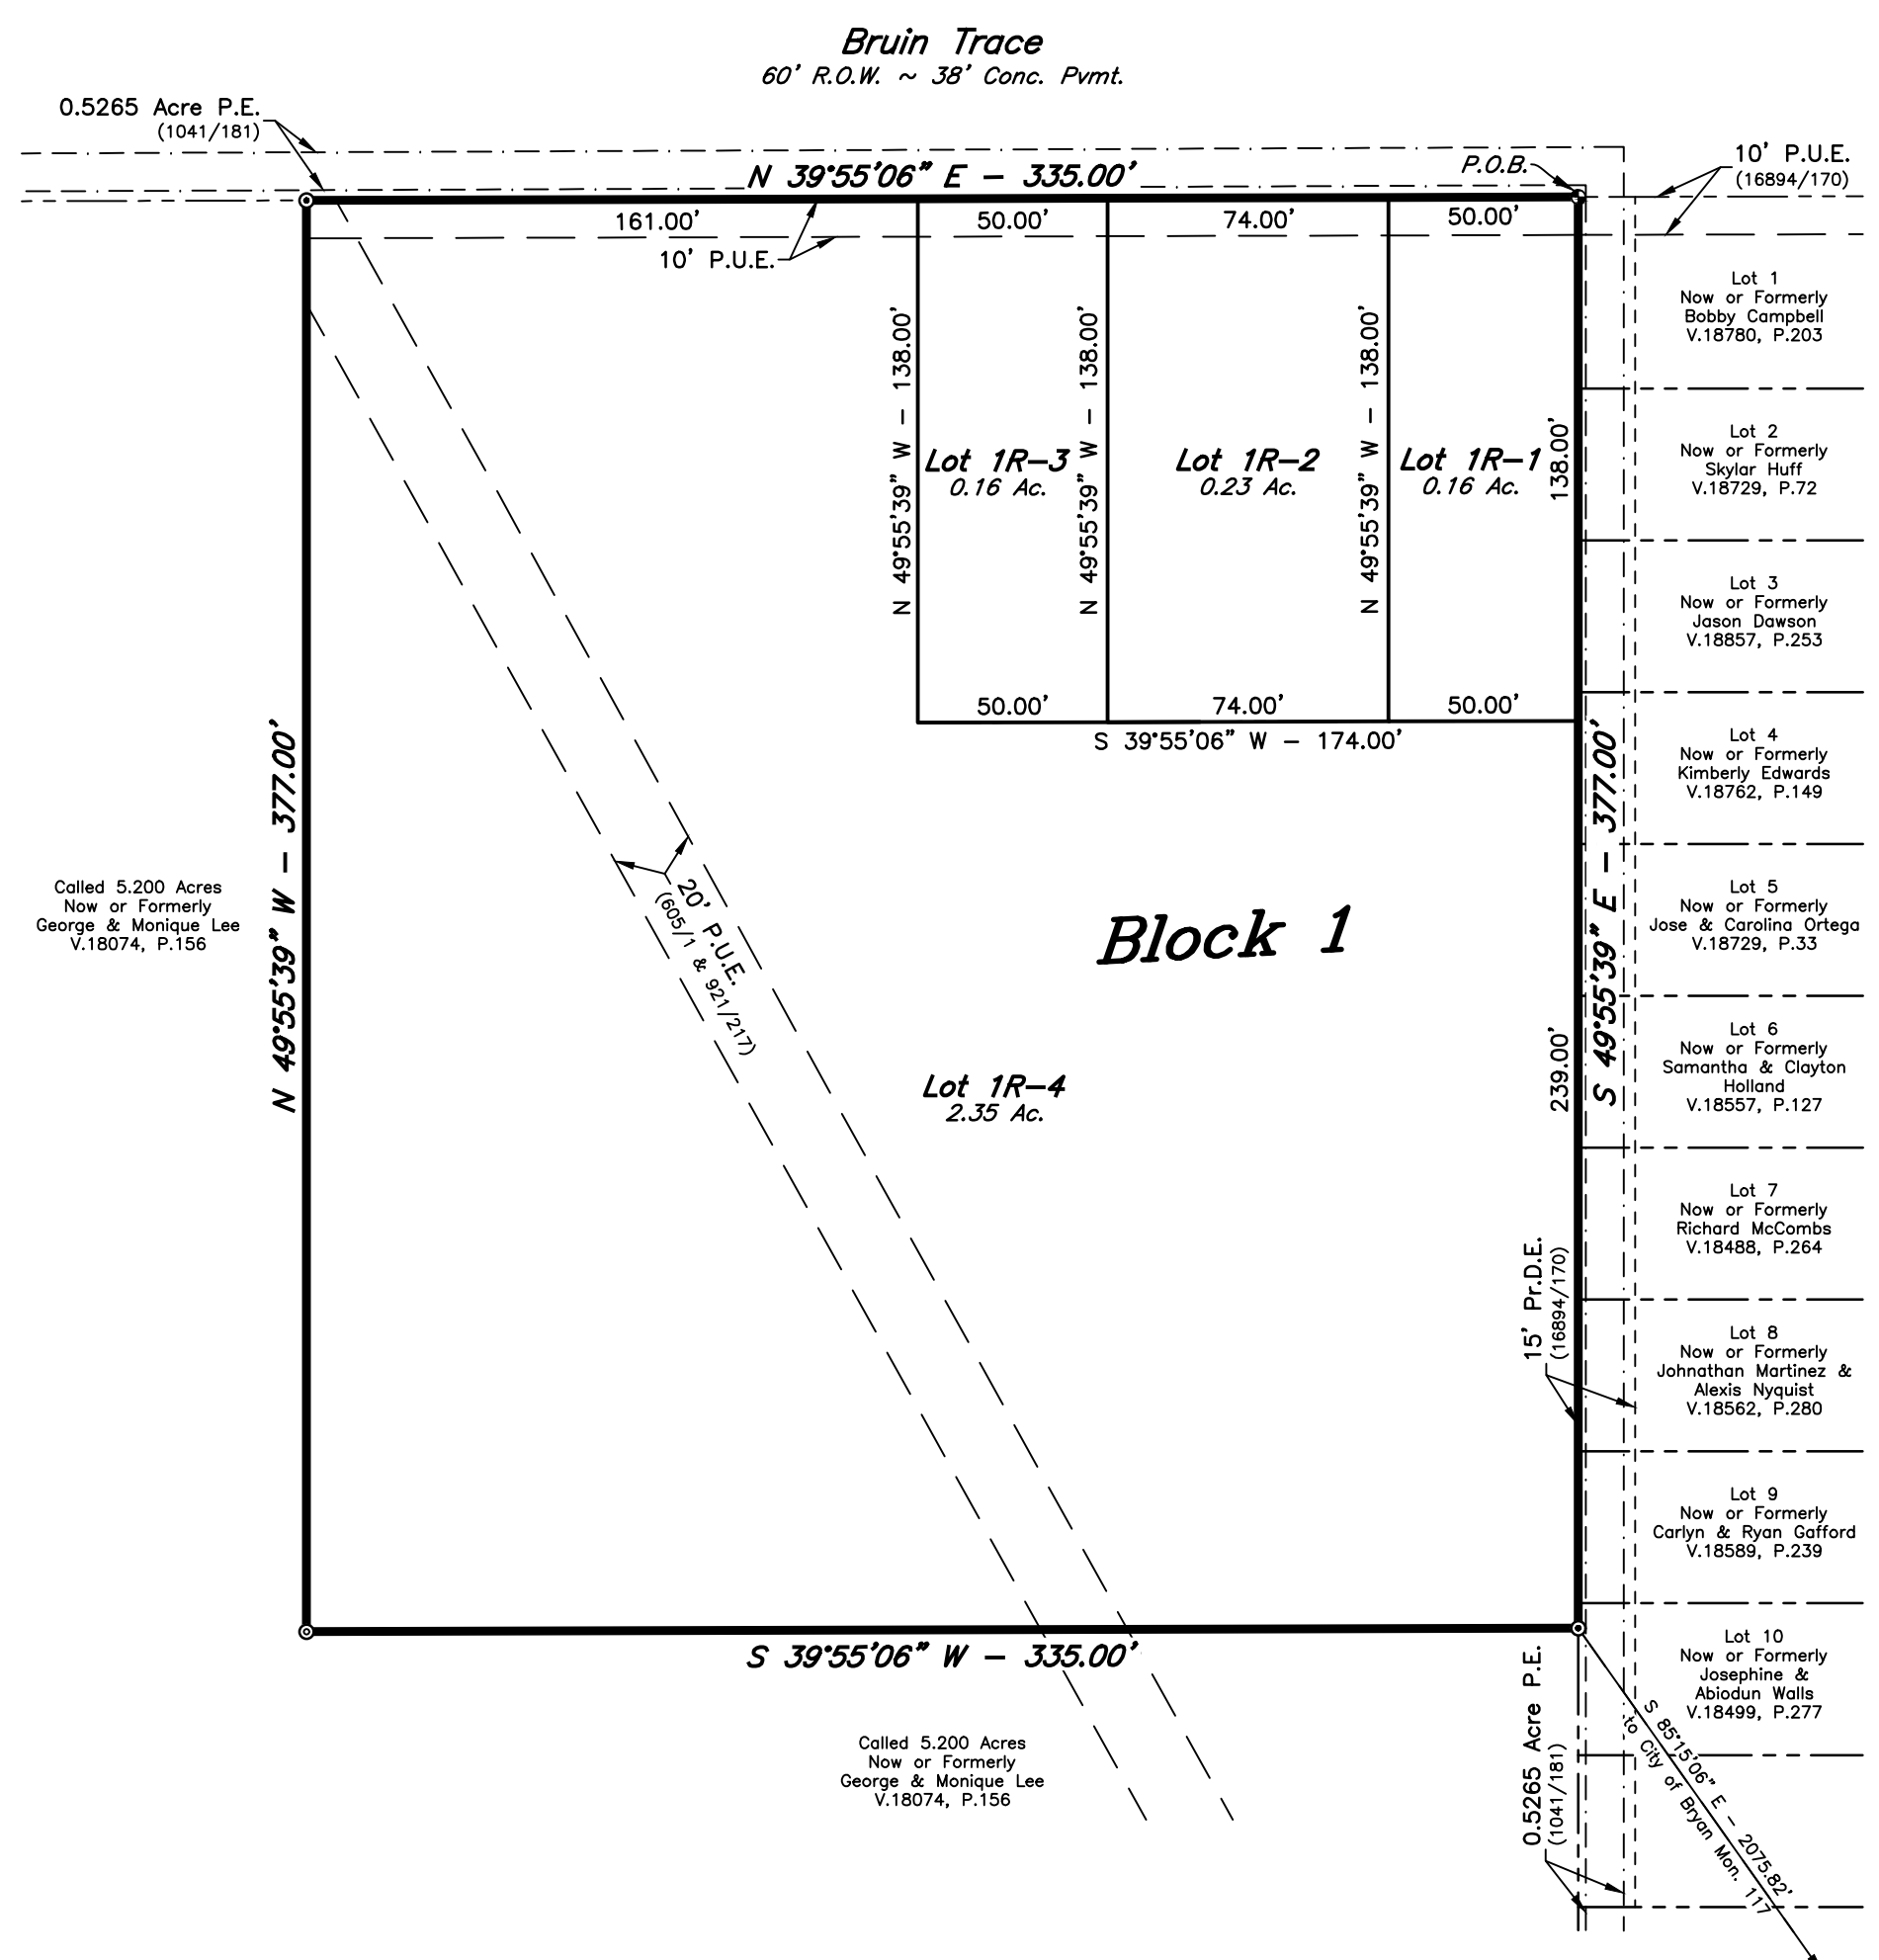 Bruin Trace
60' R.O.W. ~ 38' Conc. Pvmt.
0.5265 Acre P.E.
(1041/181)
N 39°55'06" E - 335.00'
P.O.B.
10' P.U.E.
(16894/170)
161.00'
50.00'
74.00'
50.00'
10' P.U.E.
N 49°55'39" W - 138.00'
N 49°55'39" W - 138.00'
N 49°55'39" W - 138.00'
138.00'
Lot 1R-3
0.16 Ac.
Lot 1R-2
0.23 Ac.
Lot 1R-1
0.16 Ac.
50.00'
74.00'
50.00'
S 39°55'06" W - 174.00'
N 49°55'39" W - 377.00'
S 49°55'39" E - 377.00'
Called 5.200 Acres
Now or Formerly
George & Monique Lee
V.18074, P.156
20' P.U.E.
(605/1 & 921/217)
Block 1
Lot 1R-4
2.35 Ac.
239.00'
15' Pr.D.E.
(16894/170)
Lot 1
Now or Formerly
Bobby Campbell
V.18780, P.203
Lot 2
Now or Formerly
Skylar Huff
V.18729, P.72
Lot 3
Now or Formerly
Jason Dawson
V.18857, P.253
Lot 4
Now or Formerly
Kimberly Edwards
V.18762, P.149
Lot 5
Now or Formerly
Jose & Carolina Ortega
V.18729, P.33
Lot 6
Now or Formerly
Samantha & Clayton
Holland
V.18557, P.127
Lot 7
Now or Formerly
Richard McCombs
V.18488, P.264
Lot 8
Now or Formerly
Johnathan Martinez &
Alexis Nyquist
V.18562, P.280
Lot 9
Now or Formerly
Carlyn & Ryan Gafford
V.18589, P.239
Lot 10
Now or Formerly
Josephine &
Abiodun Walls
V.18499, P.277
S 39°55'06" W - 335.00'
Called 5.200 Acres
Now or Formerly
George & Monique Lee
V.18074, P.156
0.5265 Acre P.E.
(1041/181)
S 85°15'06" E - 2075.82'
to City of Bryan Mon. 117